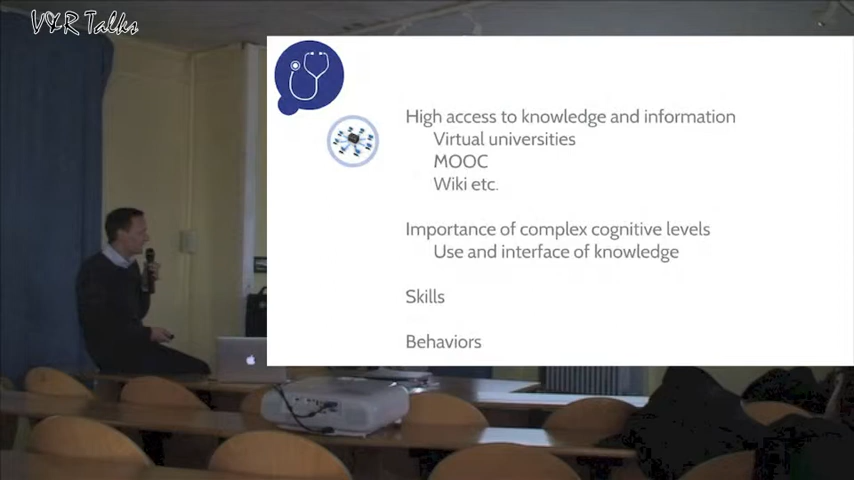 V&R Talks
High access to knowledge and information
Virtual universities
MOOC
Wiki etc.
Importance of complex cognitive levels
Use and interface of knowledge
Skills
Behaviors